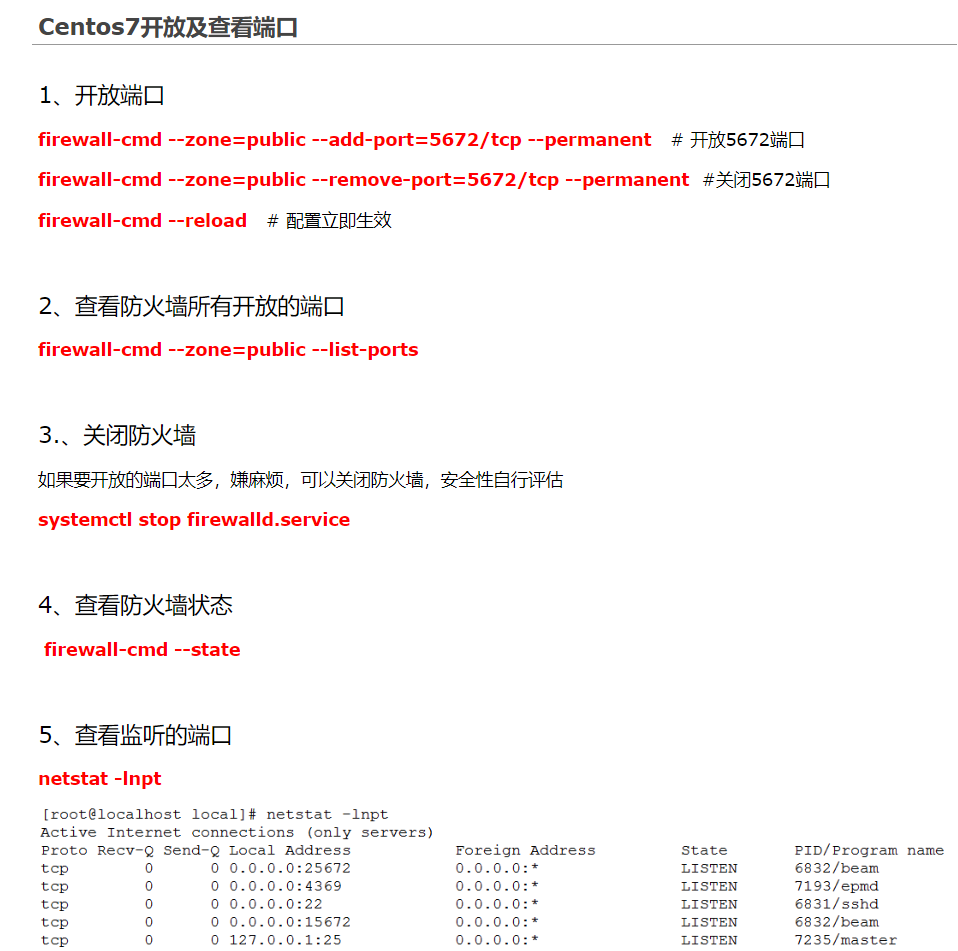 Centos7开放及查看端口
1、开放端口
firewall-cmd --zone=public --add-port=5672/tcp --permanent   # 开放5672端口
firewall-cmd --zone=public --remove-port=5672/tcp --permanent  #关闭5672端口
firewall-cmd --reload   # 配置立即生效
2、查看防火墙所有开放的端口
firewall-cmd --zone=public --list-ports
3.、关闭防火墙
如果要开放的端口太多，嫌麻烦，可以关闭防火墙，安全性自行评估
systemctl stop firewalld.service
4、查看防火墙状态
firewall-cmd --state
5、查看监听的端口
netstat -lnpt
[root@localhost local]# netstat -lnpt
Active Internet connections (only servers)
Proto Recv-Q Send-Q Local Address           Foreign Address         State       PID/Program name
tcp        0      0 0.0.0.0:25672           0.0.0.0:*               LISTEN      6832/beam
tcp        0      0 0.0.0.0:4369            0.0.0.0:*               LISTEN      7193/epmd
tcp        0      0 0.0.0.0:22              0.0.0.0:*               LISTEN      6831/sshd
tcp        0      0 0.0.0.0:15672           0.0.0.0:*               LISTEN      6832/beam
tcp        0      0 127.0.0.1:25            0.0.0.0:*               LISTEN      7235/master